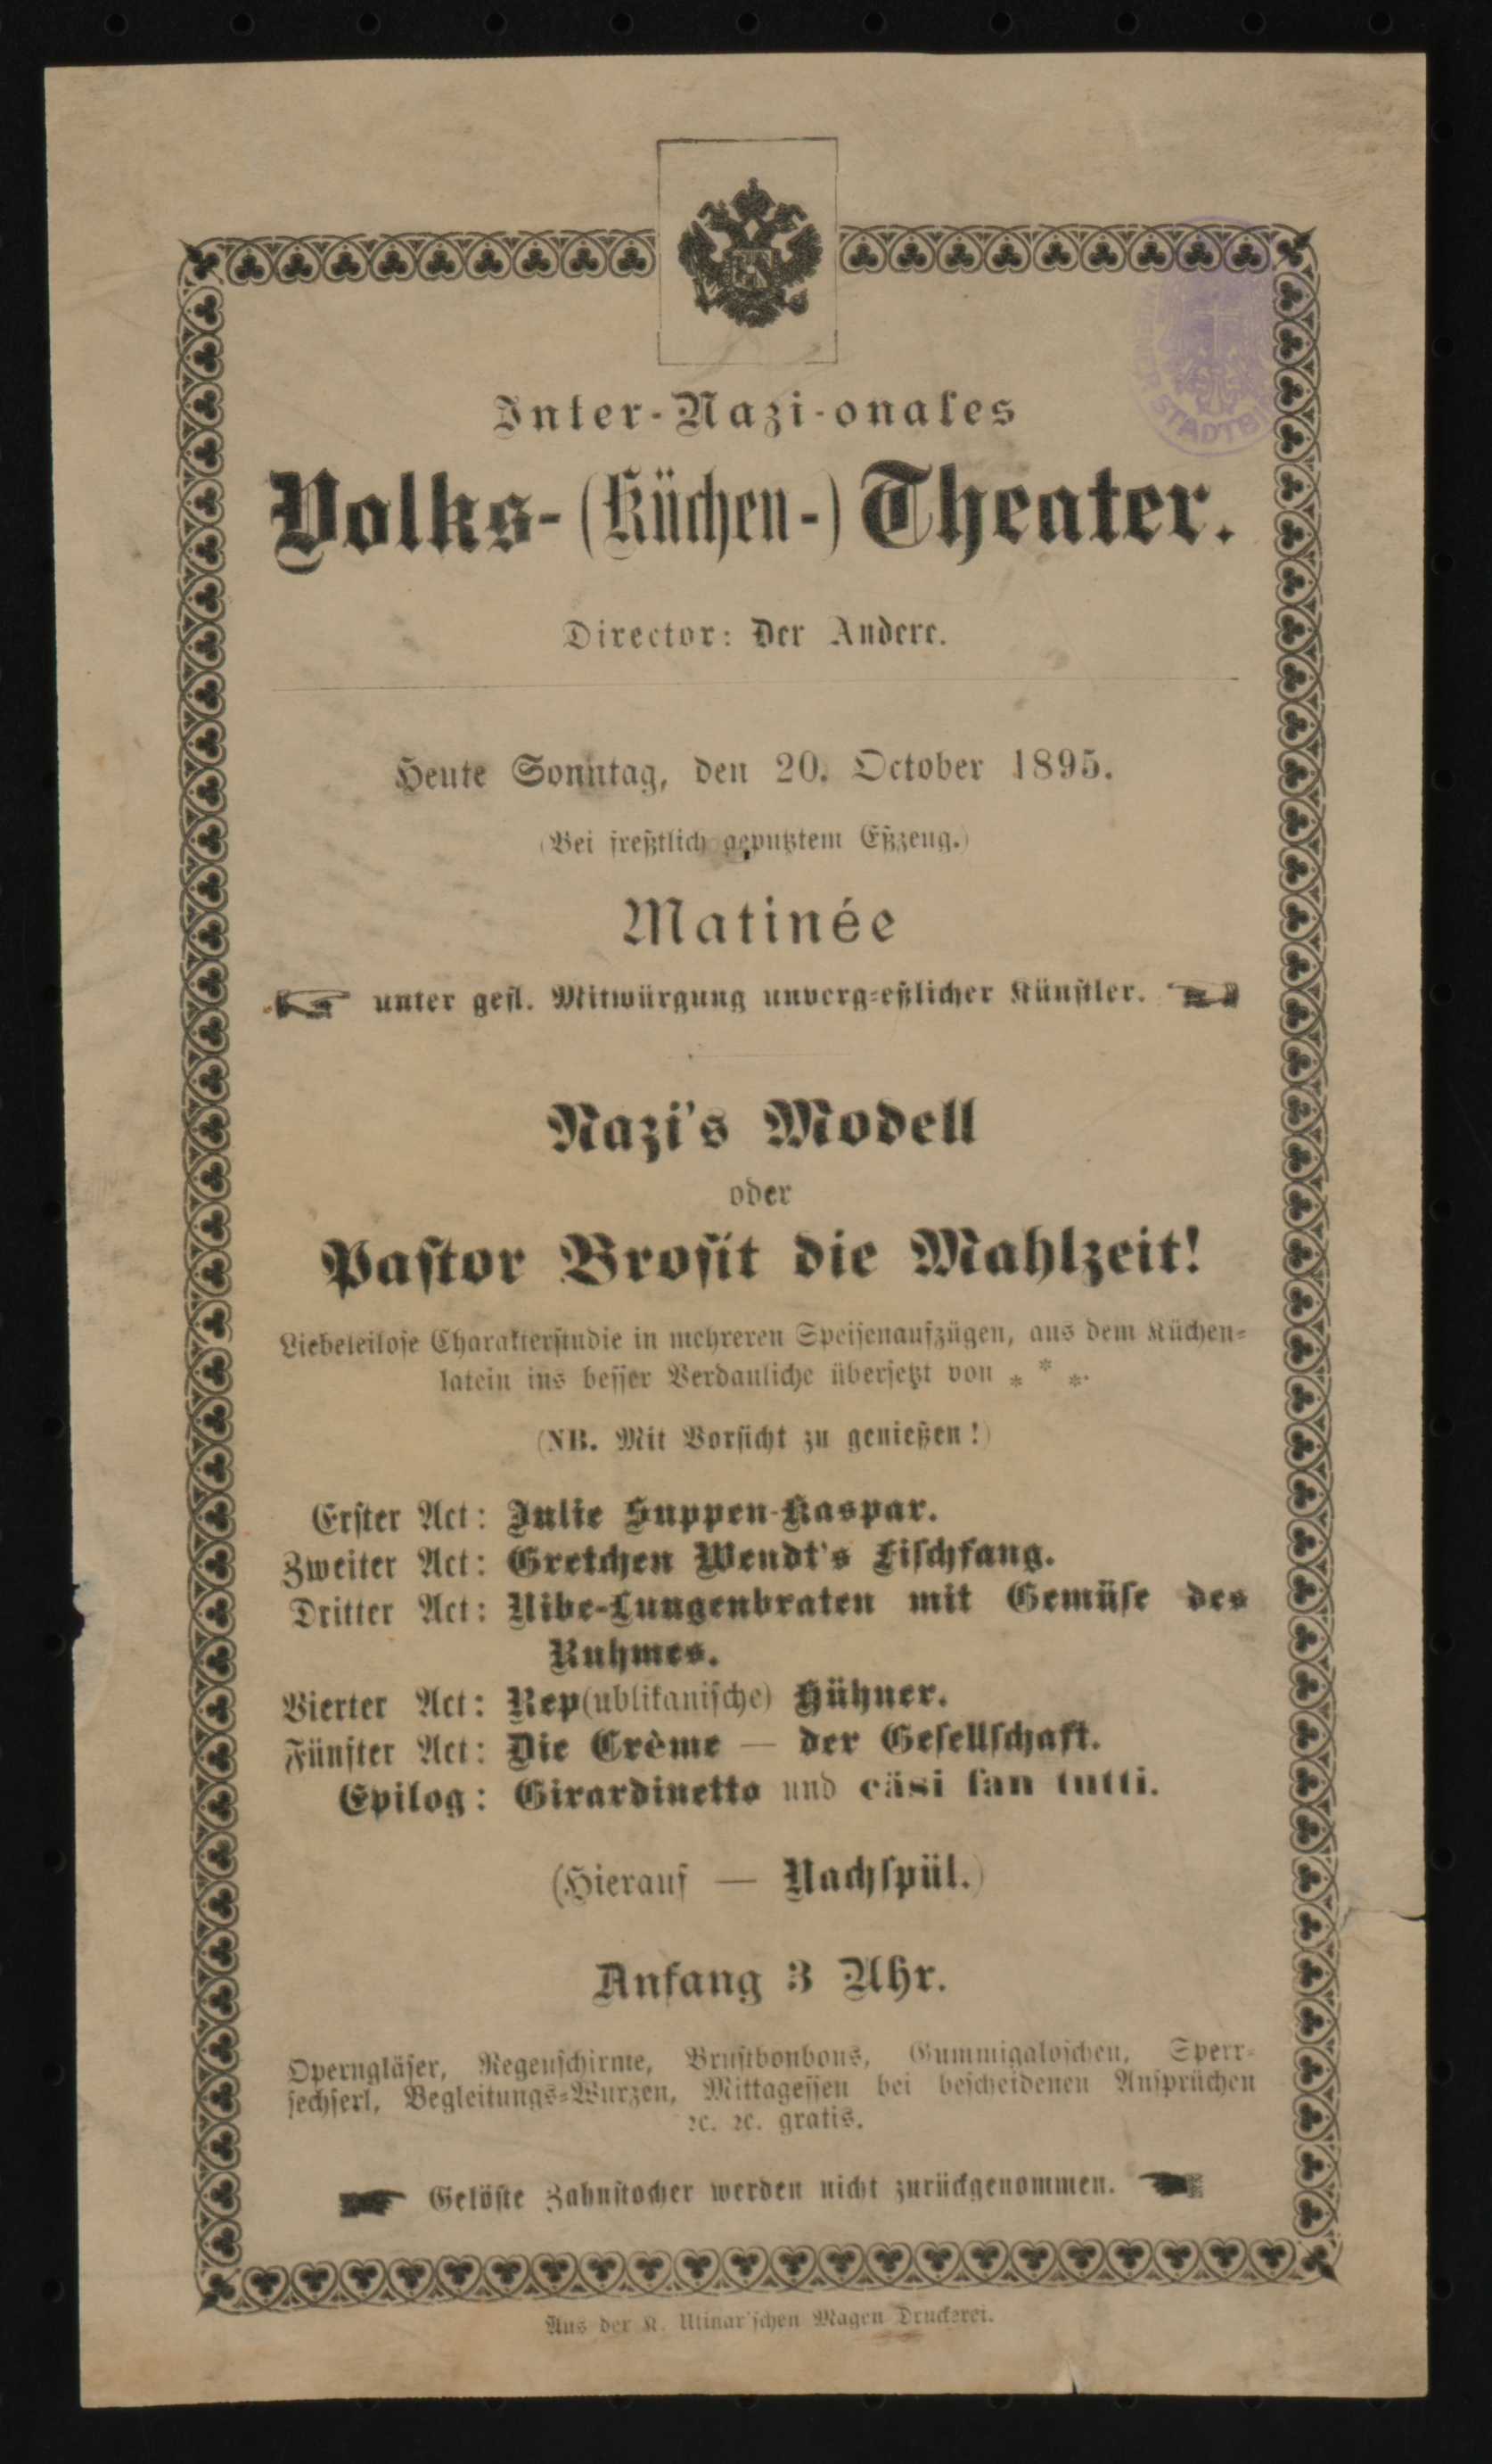 Inter-Nazi-onales
Volks-(Küchen-)Theater.
Director: Der Andere.
WIENER STADTBI
Heute Sonntag, den 20. October 1895.
(Bei freßtlich geputztem Eßzeug.)
Matinée
unter gefl. Mitwürgung unverg-eßlicher Künstler.
Nazi's Modell
oder
Pastor Brosit die Mahlzeit!
Liebeleilose Charakterstudie in mehreren Speisenaufzügen, aus dem Küchen-
latein ins besser Verdauliche übersetzt von * * *.
(NB. Mit Vorsicht zu genießen!)
Erster Act: Julie Suppen-Kaspar.
Zweiter Act: Gretchen Wendt's Fischfang.
Dritter Act: Nibe-Lungenbraten mit Gemüse des
Ruhmes.
Vierter Act: Rep(ublikanische) Hühner.
Fünfter Act: Die Crème — der Gesellschaft.
Epilog: Girardinetto und cäsi fan tutti.
(Hierauf — Nachspül.)
Anfang 3 Uhr.
Operngläser, Regenschirme, Brustbonbons, Gummigaloschen, Sperr-
sechserl, Begleitungs-Wurzen, Mittagessen bei bescheidenen Ansprüchen
ꝛc. ꝛc. gratis.
Gelöste Zahnstocher werden nicht zurückgenommen.
Aus der K. Ulinar'schen Magen Druckerei.